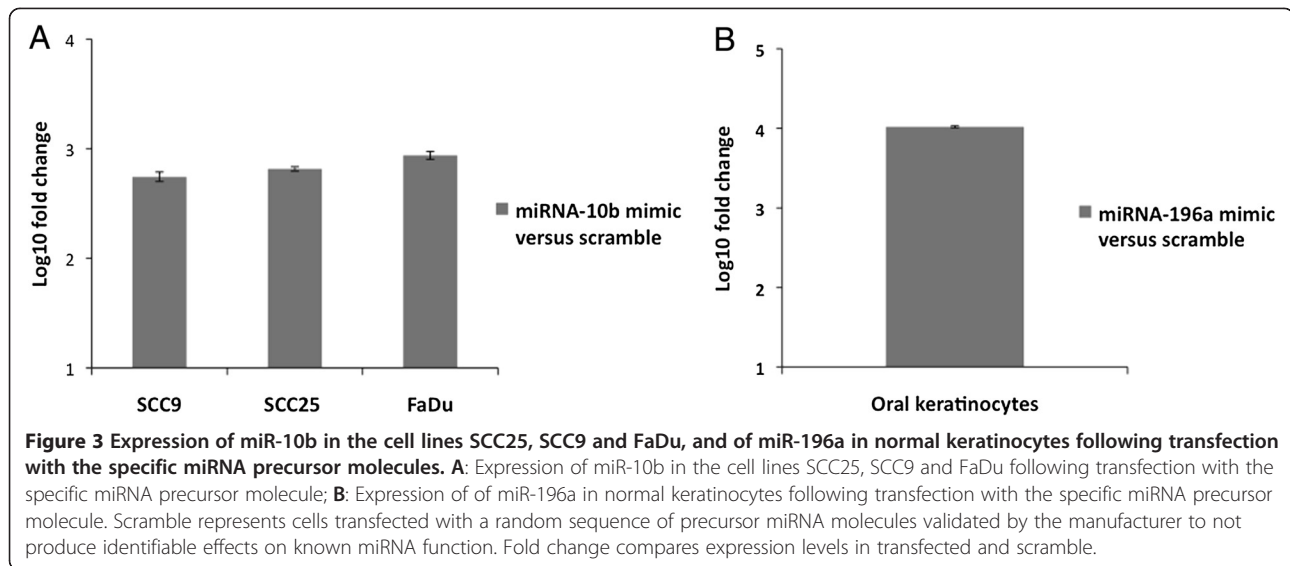 A
4
3
2
1
Log10 fold change
SCC9
SCC25
FaDu
miRNA-10b mimic
versus scramble
B
5
4
3
2
1
Log10 fold change
Oral keratinocytes
miRNA-196a mimic
versus scramble
Figure 3 Expression of miR-10b in the cell lines SCC25, SCC9 and FaDu, and of miR-196a in normal keratinocytes following transfection
with the specific miRNA precursor molecules. A: Expression of miR-10b in the cell lines SCC25, SCC9 and FaDu following transfection with the
specific miRNA precursor molecule; B: Expression of of miR-196a in normal keratinocytes following transfection with the specific miRNA precursor
molecule. Scramble represents cells transfected with a random sequence of precursor miRNA molecules validated by the manufacturer to not
produce identifiable effects on known miRNA function. Fold change compares expression levels in transfected and scramble.